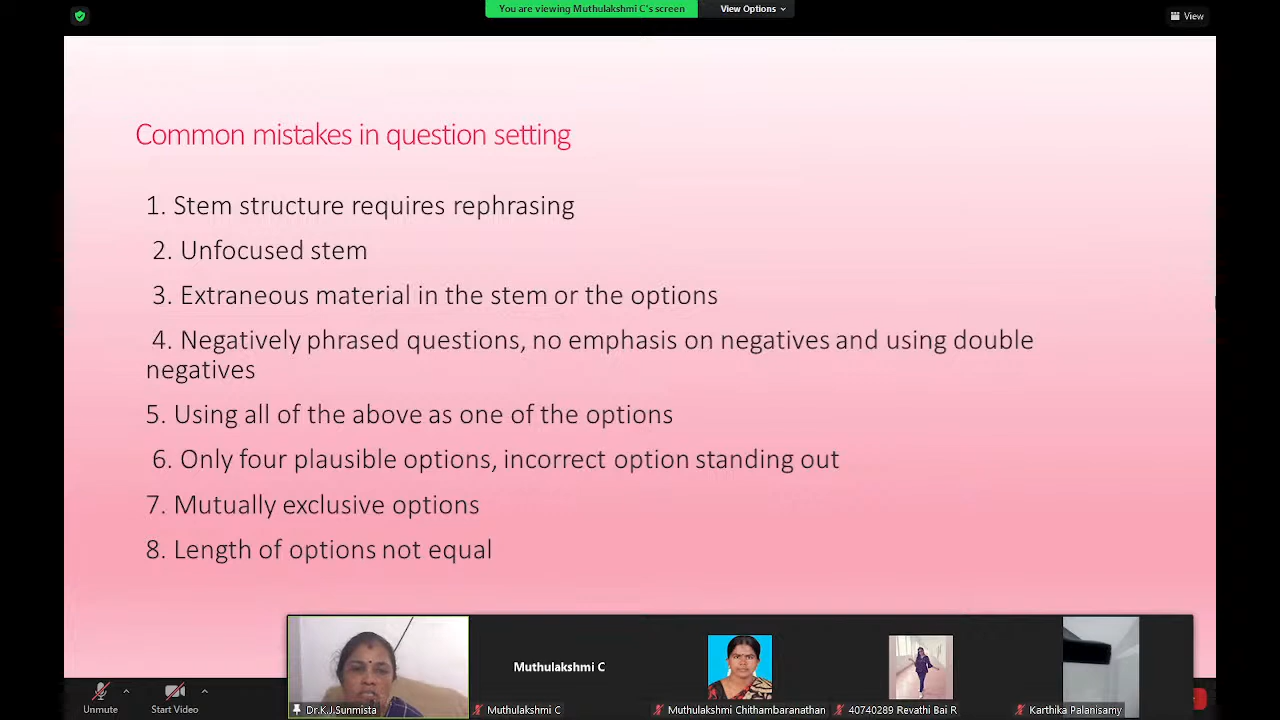 You are viewing Muthulakshmi C's screen
View Options
View
Common mistakes in question setting
1. Stem structure requires rephrasing
2. Unfocused stem
3. Extraneous material in the stem or the options
4. Negatively phrased questions, no emphasis on negatives and using double
negatives
5. Using all of the above as one of the options
6. Only four plausible options, incorrect option standing out
7. Mutually exclusive options
8. Length of options not equal
Muthulakshmi C
Unmute
Start Video
Dr.K.J.Sunmista
Muthulakshmi C
Muthulakshmi Chithambaranathan
40740289 Revathi Bai R
Karthika Palanisamy